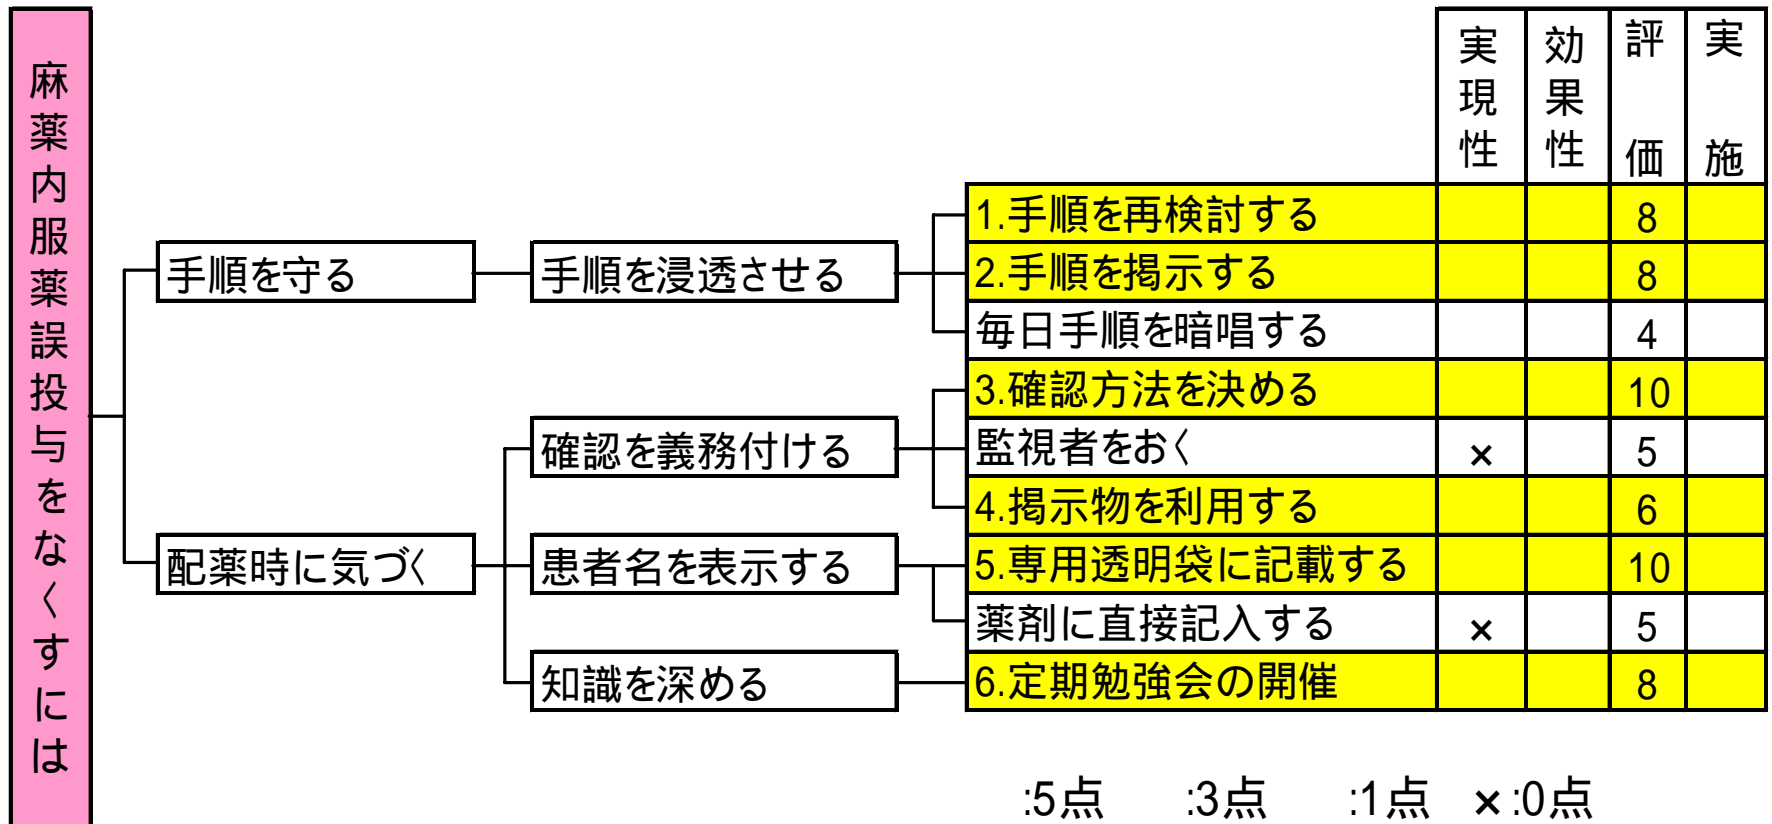 麻薬内服薬誤投与をなくすには
実現性 効果性 評価 実施
手順を守る
手順を浸透させる
1.手順を再検討する 8
2.手順を掲示する 8
毎日手順を暗唱する 4
配薬時に気づく
確認を義務付ける
3.確認方法を決める 10
監視者をおく × 5
4.掲示物を利用する 6
患者名を表示する
5.専用透明袋に記載する 10
薬剤に直接記入する × 5
知識を深める
6.定期勉強会の開催 8
:5点 :3点 :1点 ×:0点